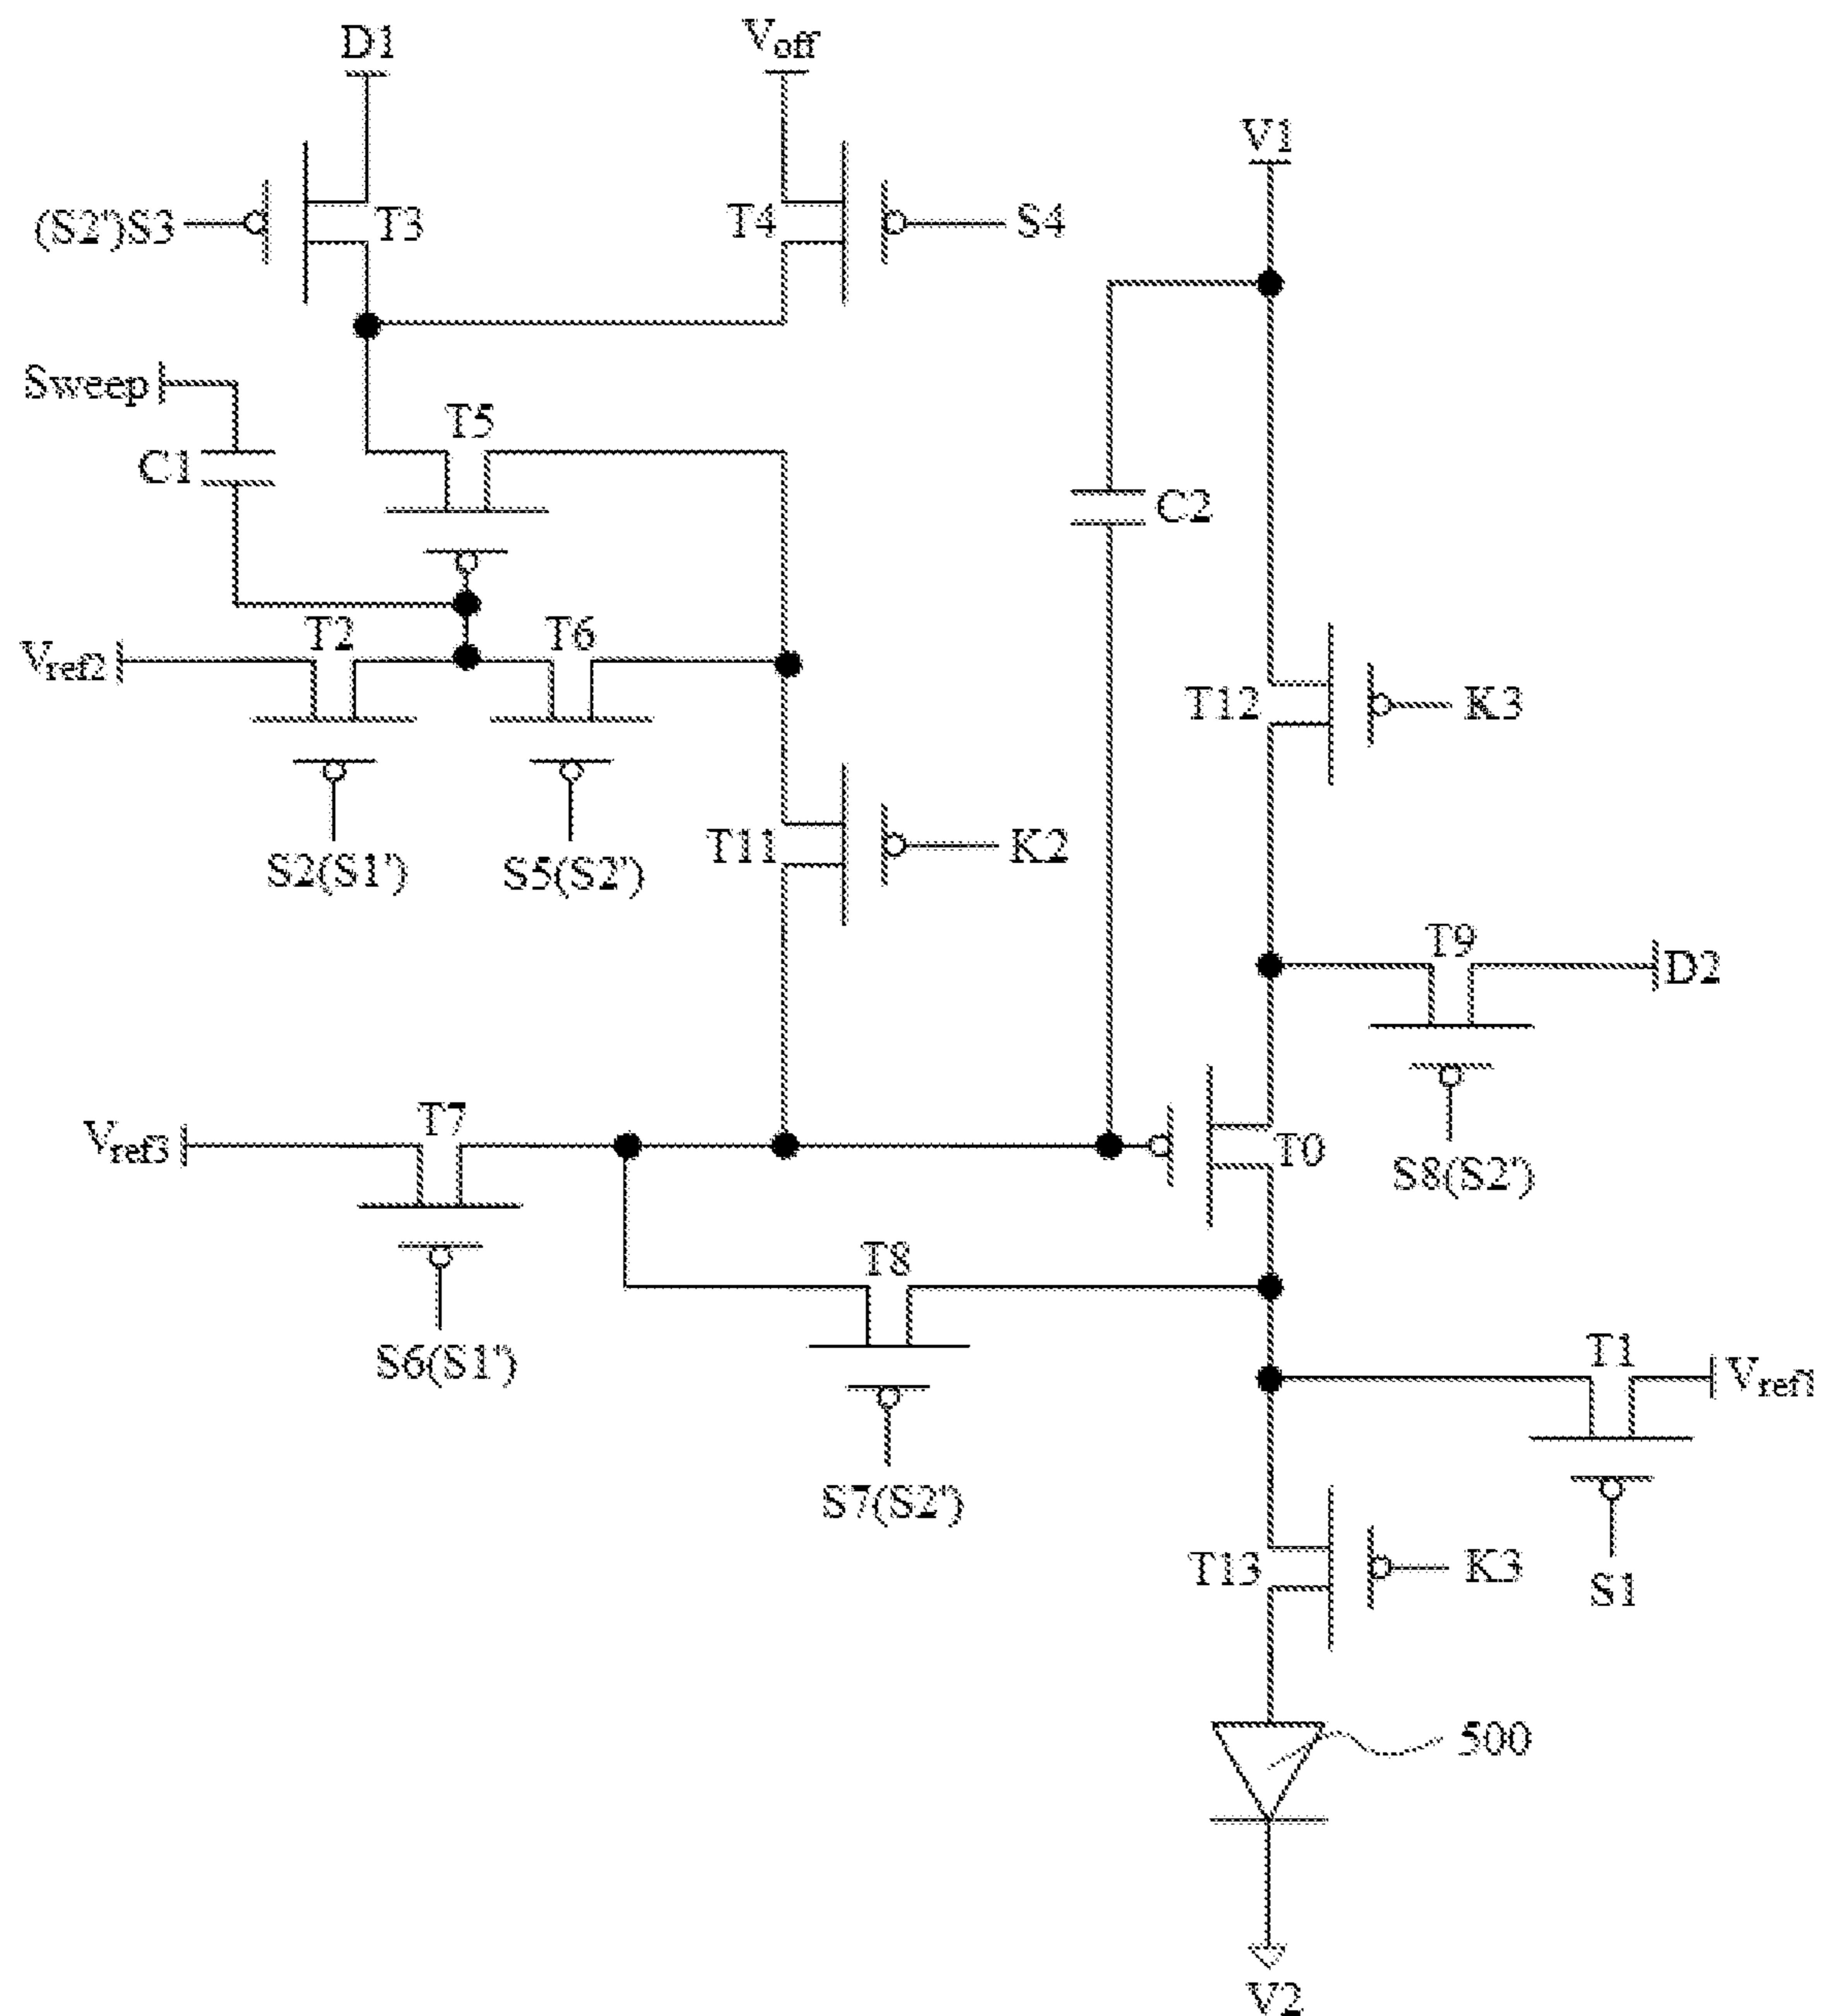 D1
Voff
V1
(S2')S3
T3
T4
S4
Sweep
C1
T5
C2
Vref2
T2
T6
T12
K3
S2(S1')
S5(S2')
T11
K2
T9
D2
Vref3
T7
T0
S8(S2')
S6(S1')
T8
T1
Vref1
S7(S2')
T13
K3
S1
500
V2